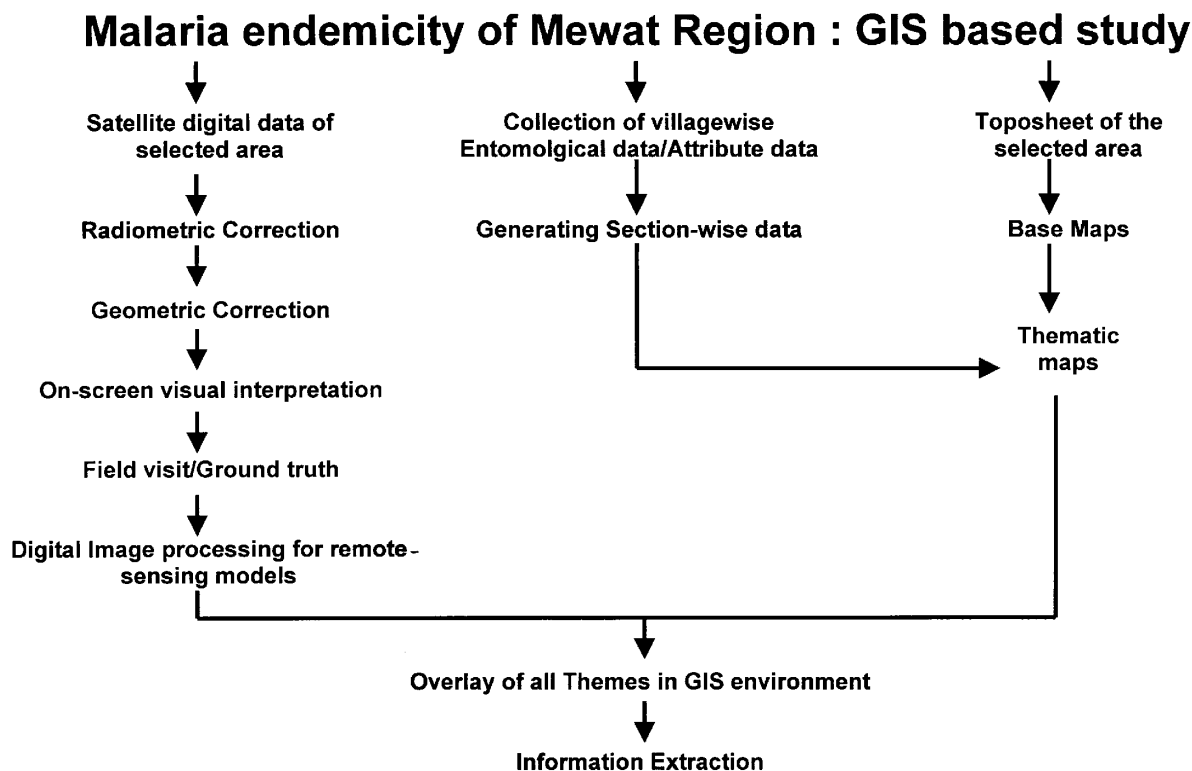 Malaria endemicity of Mewat Region : GIS based study
Satellite digital data of
selected area
Radiometric Correction
Geometric Correction
On-screen visual interpretation
Field visit/Ground truth
Digital Image processing for remote-
sensing models
Collection of villagewise
Entomolgical data/Attribute data
Generating Section-wise data
Toposheet of the
selected area
Base Maps
Thematic
maps
Overlay of all Themes in GIS environment
Information Extraction